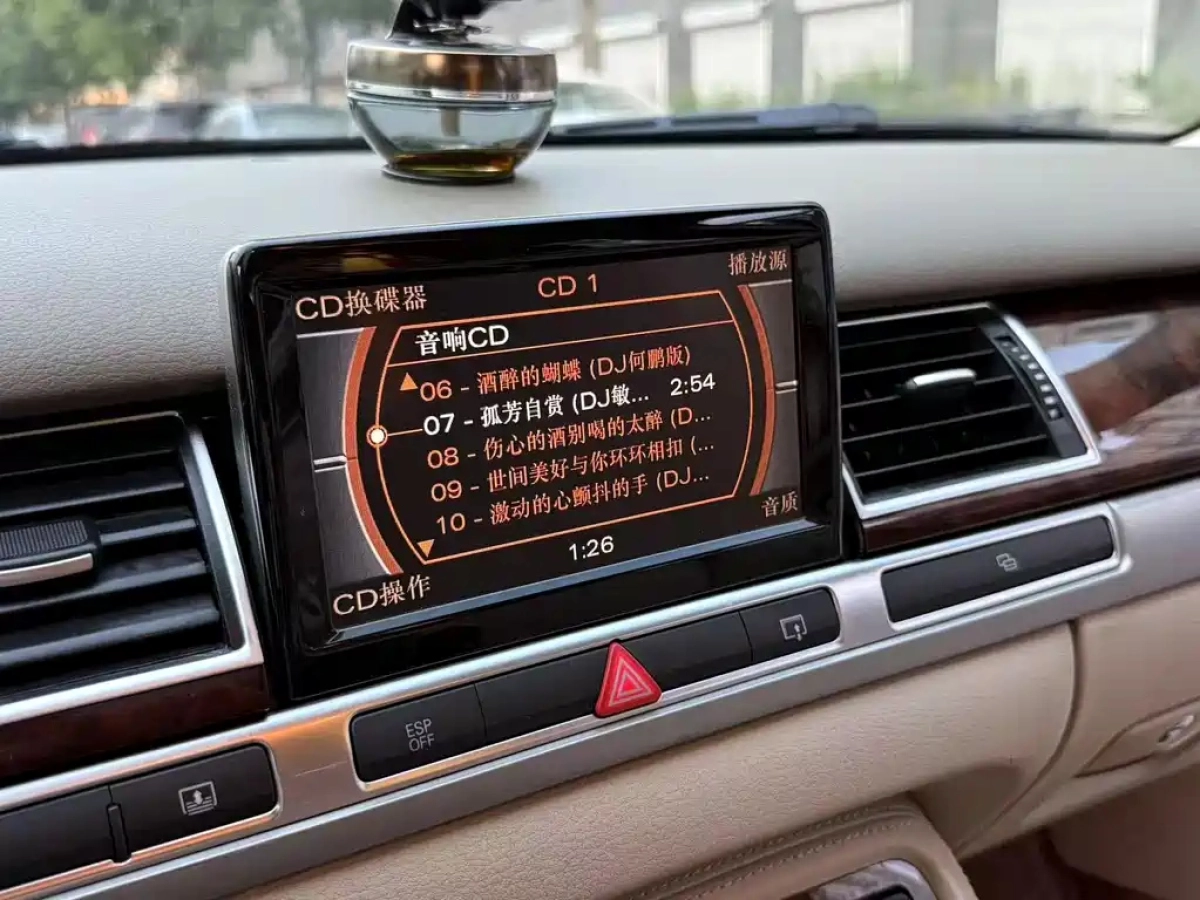 CD换碟器
CD 1
播放源
音响CD
06 - 酒醉的蝴蝶 (DJ何鹏版)
07 - 孤芳自赏 (DJ敏... 2:54
08 - 伤心的酒别喝的太醉 (D...
09 - 世间美好与你环环相扣 (...
10 - 激动的心颤抖的手 (DJ...
音质
1:26
CD操作
ESP
OFF